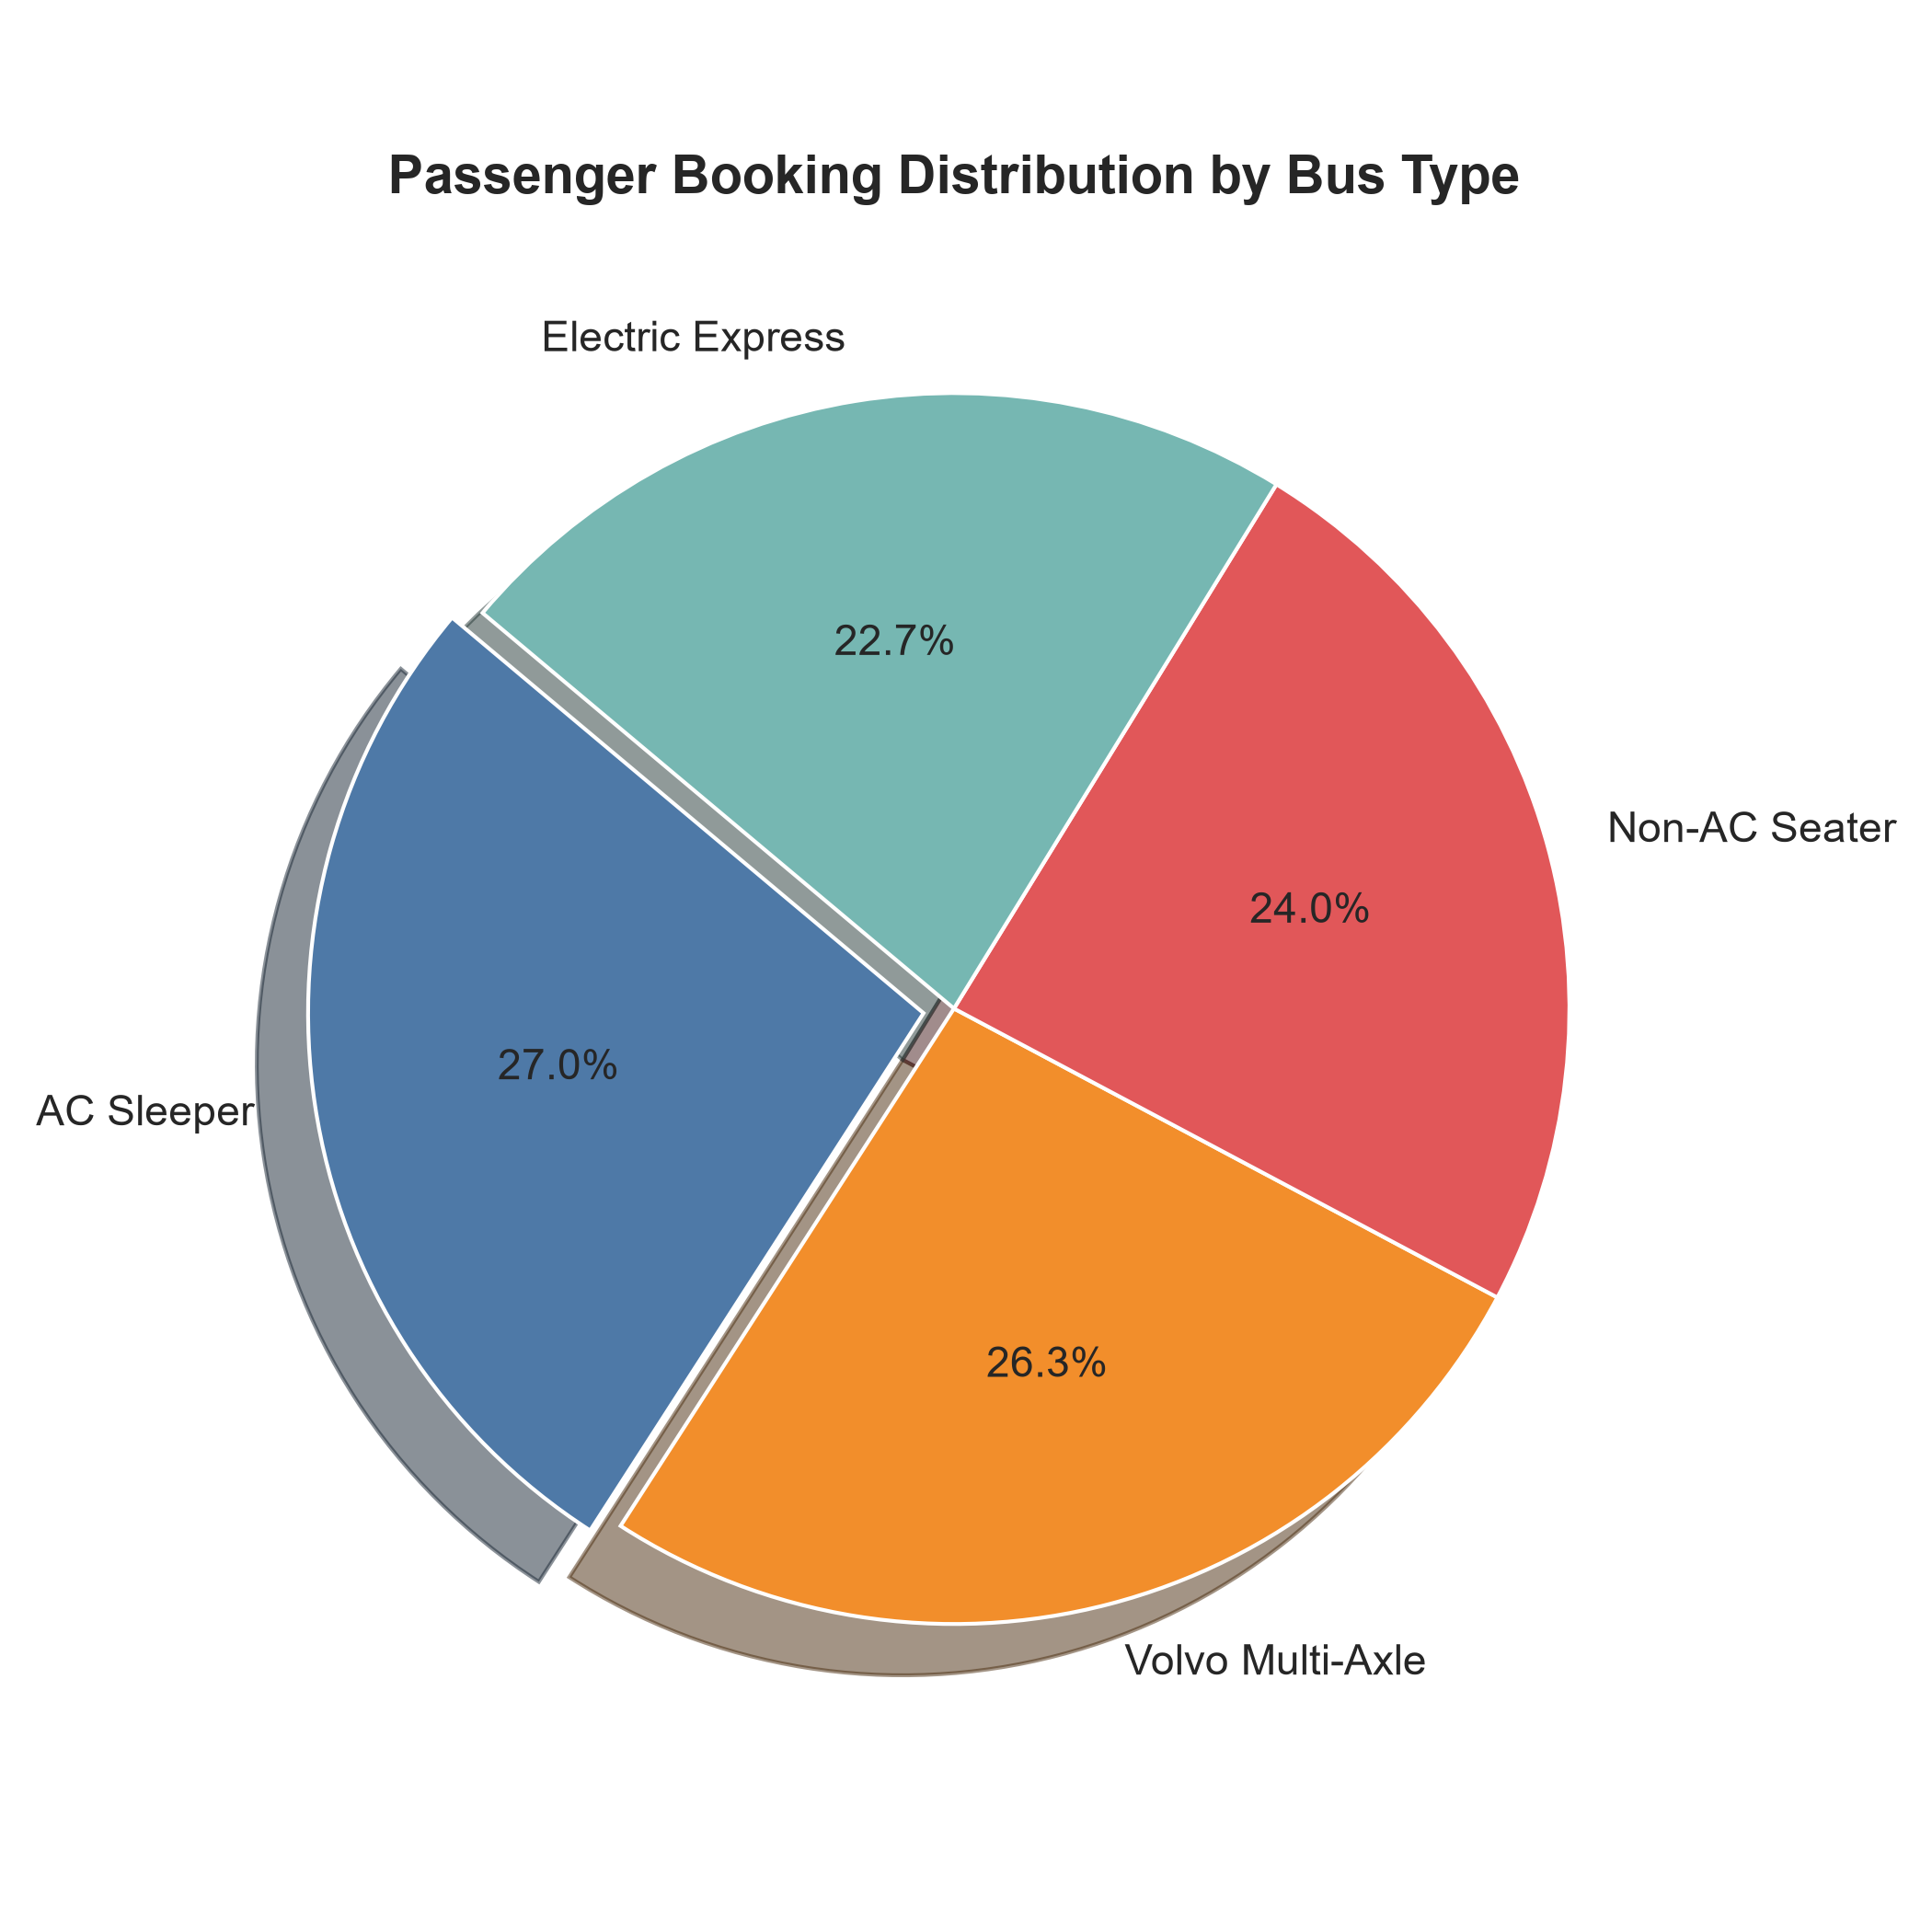 Passenger Booking Distribution by Bus Type
Electric Express
22.7%
Non-AC Seater
24.0%
27.0%
AC Sleeper
26.3%
Volvo Multi-Axle